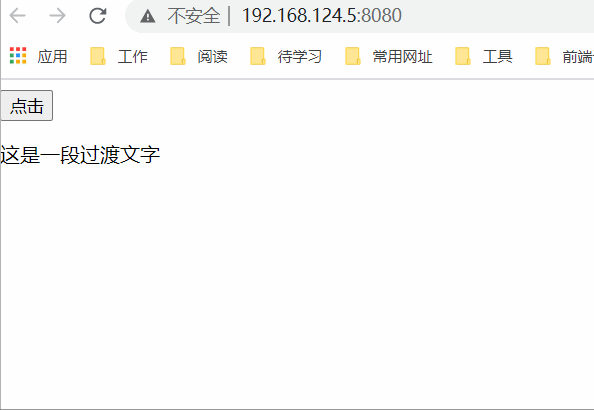 不安全 | 192.168.124.5:8080
应用 工作 阅读 待学习 常用网址 工具 前端
点击
这是一段过渡文字